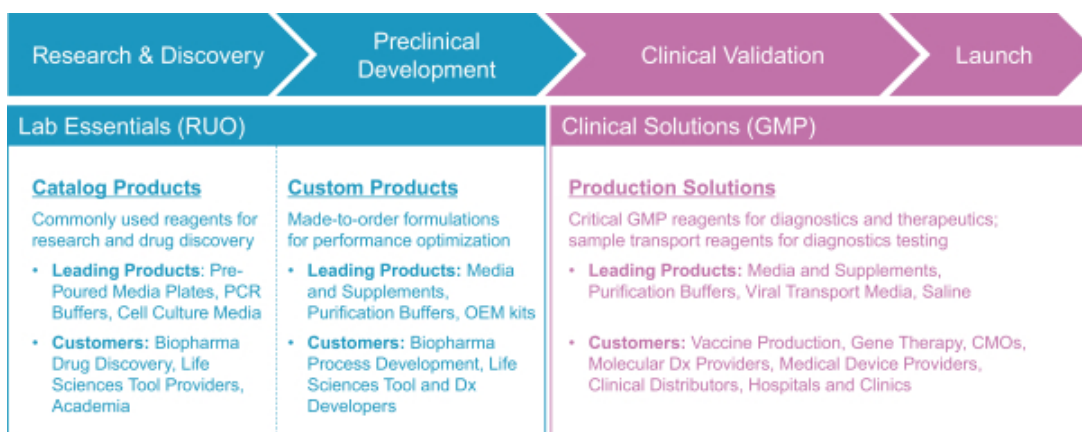 Research & Discovery
Preclinical
Development
Clinical Validation
Launch
Lab Essentials (RUO)
Clinical Solutions (GMP)
Catalog Products
Commonly used reagents for
research and drug discovery
• Leading Products: Pre-
Poured Media Plates, PCR
Buffers, Cell Culture Media
• Customers: Biopharma
Drug Discovery, Life
Sciences Tool Providers,
Academia
Custom Products
Made-to-order formulations
for performance optimization
• Leading Products: Media
and Supplements,
Purification Buffers, OEM kits
• Customers: Biopharma
Process Development, Life
Sciences Tool and Dx
Developers
Production Solutions
Critical GMP reagents for diagnostics and therapeutics;
sample transport reagents for diagnostics testing
• Leading Products: Media and Supplements,
Purification Buffers, Viral Transport Media, Saline
• Customers: Vaccine Production, Gene Therapy, CMOs,
Molecular Dx Providers, Medical Device Providers,
Clinical Distributors, Hospitals and Clinics